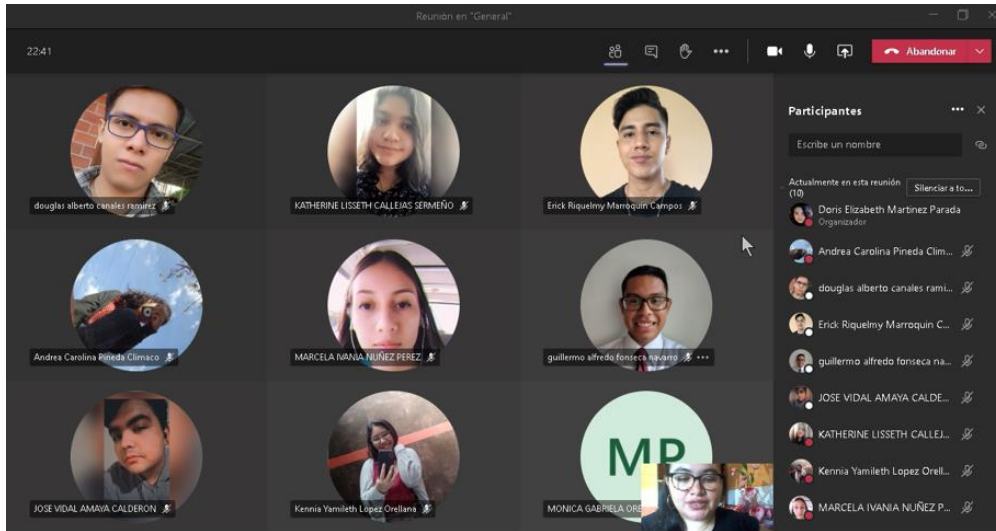 Reunión en "General"
22:41
Abandonar
douglas alberto canales ramirez
KATHERINE LISSETH CALLEJAS SERMEÑO
Erick Riquelmy Marroquin Campos
Andrea Carolina Pineda Climaco
MARCELA IVANIA NUÑEZ PEREZ
guillermo alfredo fonseca navarro
JOSE VIDAL AMAYA CALDERON
Kennia Yamileth Lopez Orellana
MP
MONICA GABRIELA ORE
Participantes
Escribe un nombre
Actualmente en esta reunión
(10)
Silenciar a to...
Doris Elizabeth Martinez Parada
Organizador
Andrea Carolina Pineda Clim...
douglas alberto canales rami...
Erick Riquelmy Marroquin C...
guillermo alfredo fonseca na...
JOSE VIDAL AMAYA CALDE...
KATHERINE LISSETH CALLEJ...
Kennia Yamileth Lopez Orell...
MARCELA IVANIA NUÑEZ P...